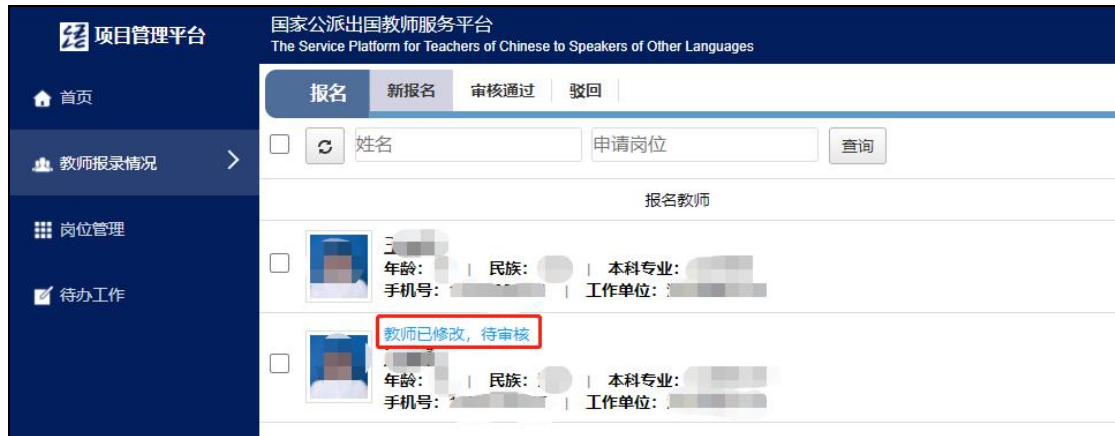 项目管理平台
国家公派出国教师服务平台
The Service Platform for Teachers of Chinese to Speakers of Other Languages
首页
教师报录情况
岗位管理
待办工作
报名 新报名 审核通过 驳回
姓名 申请岗位 查询
报名教师
年龄： | 民族： | 本科专业：
手机号： | 工作单位：
教师已修改，待审核
年龄： | 民族： | 本科专业：
手机号： | 工作单位：